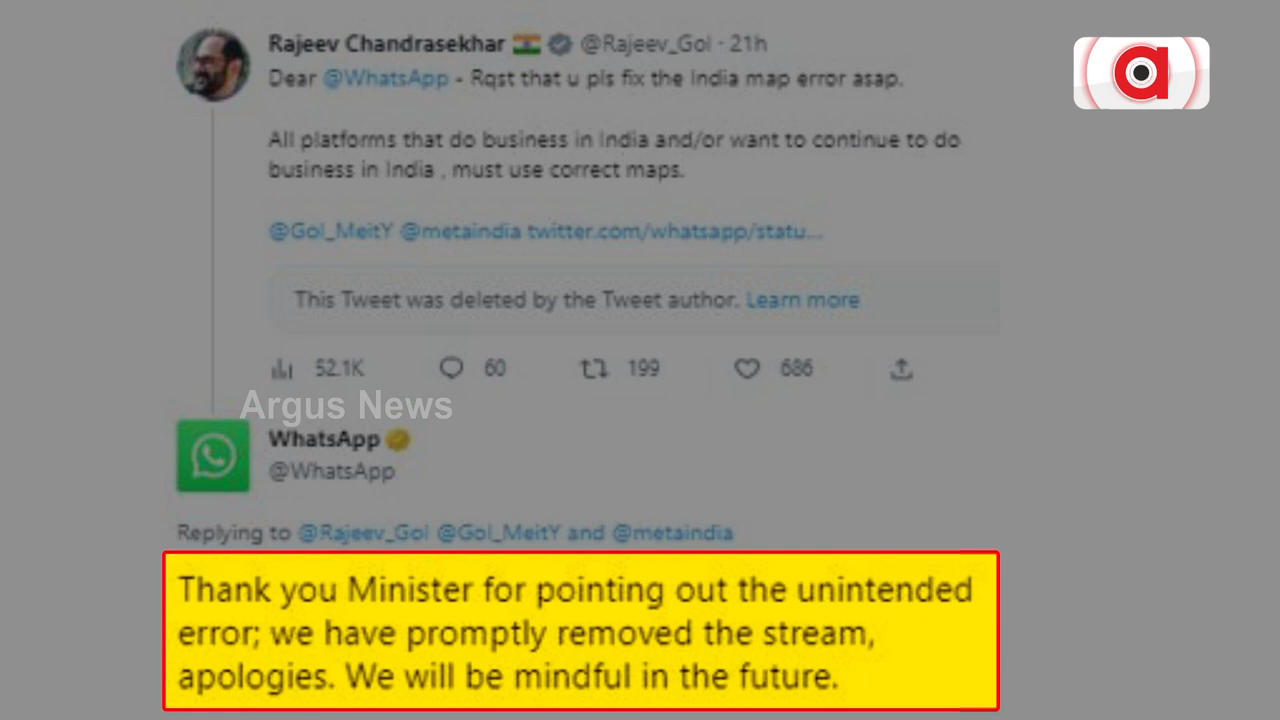 Rajeev Chandrasekhar @Rajeev_GoI · 21h
Dear @WhatsApp - Rqst that u pls fix the India map error asap.
All platforms that do business in India and/or want to continue to do
business in India , must use correct maps.
@GoI_MeitY @metaindia twitter.com/whatsapp/statu...
This Tweet was deleted by the Tweet author. Learn more
52.1K 60 199 686
Argus News
WhatsApp
@WhatsApp
Replying to @Rajeev_GoI @GoI_MeitY and @metaindia
Thank you Minister for pointing out the unintended
error; we have promptly removed the stream,
apologies. We will be mindful in the future.
a